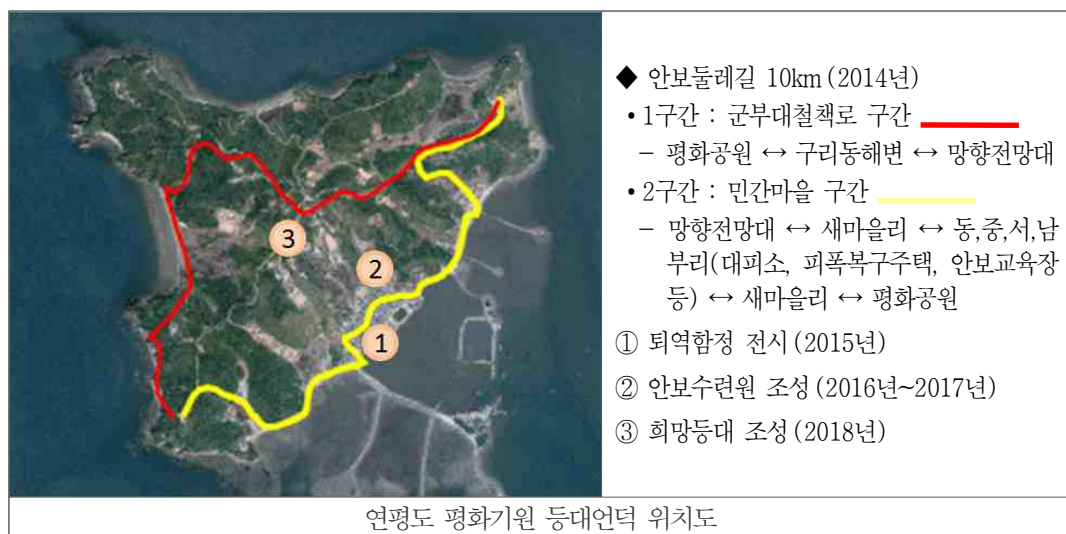 ◆ 안보둘레길 10km(2014년)
• 1구간 : 군부대철책로 구간
- 평화공원 ↔ 구리동해변 ↔ 망향전망대
• 2구간 : 민간마을 구간
- 망향전망대 ↔ 새마을리 ↔ 동,중,서,남
부리(대피소, 피폭복구주택, 안보교육장
등) ↔ 새마을리 ↔ 평화공원
① 퇴역함정 전시(2015년)
② 안보수련원 조성(2016년~2017년)
③ 희망등대 조성(2018년)
3
2
1
연평도 평화기원 등대언덕 위치도